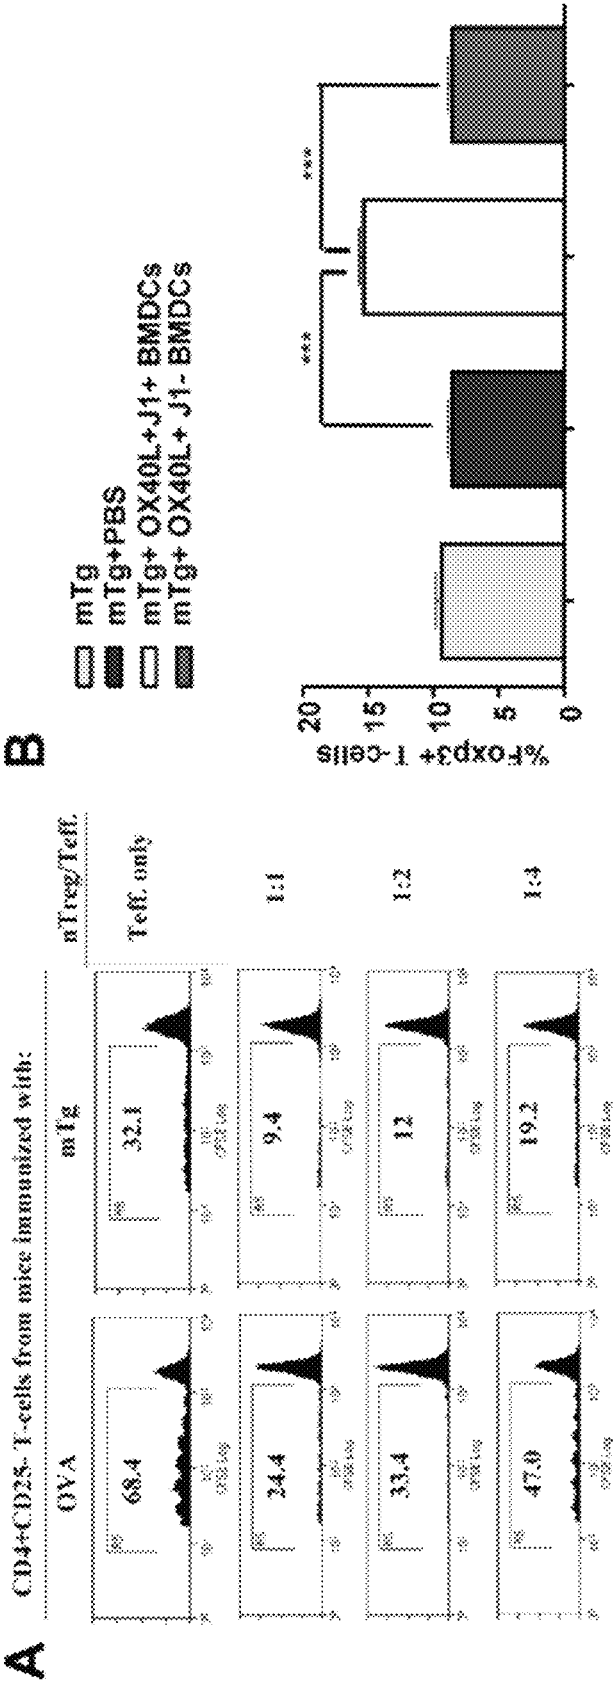 A
CD4+CD25- T-cells from mice immunized with:
OVA mTg nTreg/Teff.
68.4 32.1 Teff. only
24.4 9.4 1:1
33.4 12 1:2
47.0 19.2 1:4
B
mTg
mTg+PBS
mTg+ OX40L+J1+ BMDCs
mTg+ OX40L+ J1- BMDCs
%Foxp3+ T-cells
20
15
10
5
0
***
***